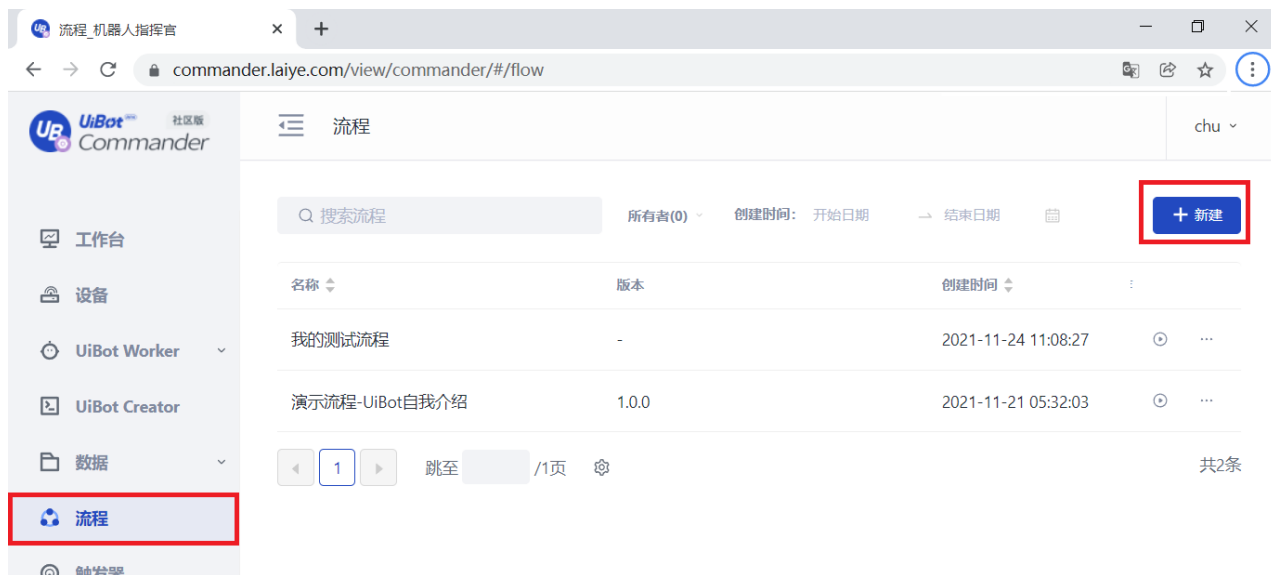 流程_机器人指挥官
commander.laiye.com/view/commander/#/flow
UiBot 社区版
Commander
流程
chu
搜索流程
所有者(0)
创建时间：
开始日期
结束日期
新建
工作台
设备
UiBot Worker
UiBot Creator
数据
流程
触发器
名称
版本
创建时间
我的测试流程
-
2021-11-24 11:08:27
演示流程-UiBot自我介绍
1.0.0
2021-11-21 05:32:03
1
跳至
/1页
共2条